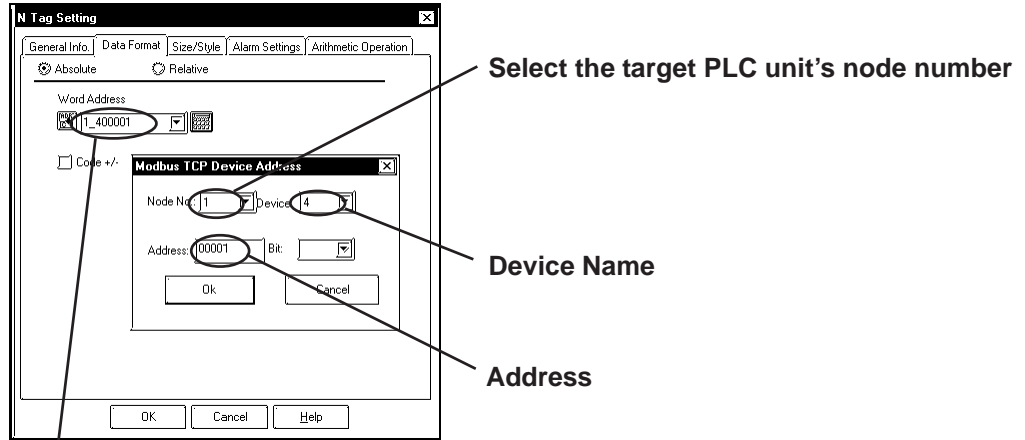 N Tag Setting
General Info. Data Format Size/Style Alarm Settings Arithmetic Operation
Absolute Relative
Select the target PLC unit's node number
Word Address
1_400001
Code +/-
Modbus TCP Device Address
Node No.: 1 Device: 4
Address: 00001 Bit:
Device Name
Ok Cancel
Address
OK Cancel Help